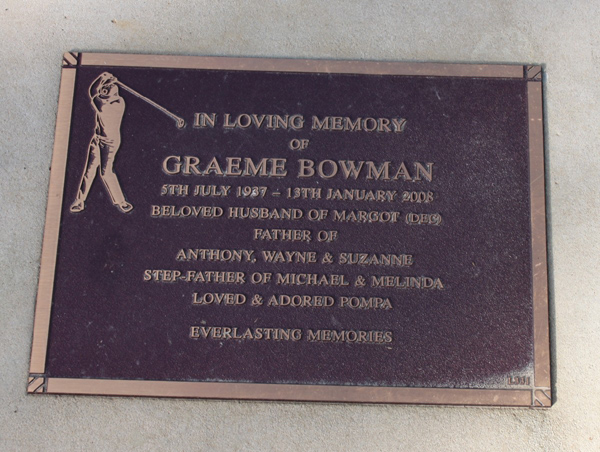 IN LOVING MEMORY
OF
GRAEME BOWMAN
5TH JULY 1937 – 13TH JANUARY 2008
BELOVED HUSBAND OF MARGOT (DEC)
FATHER OF
ANTHONY, WAYNE & SUZANNE
STEP-FATHER OF MICHAEL & MELINDA
LOVED & ADORED POMPA
EVERLASTING MEMORIES